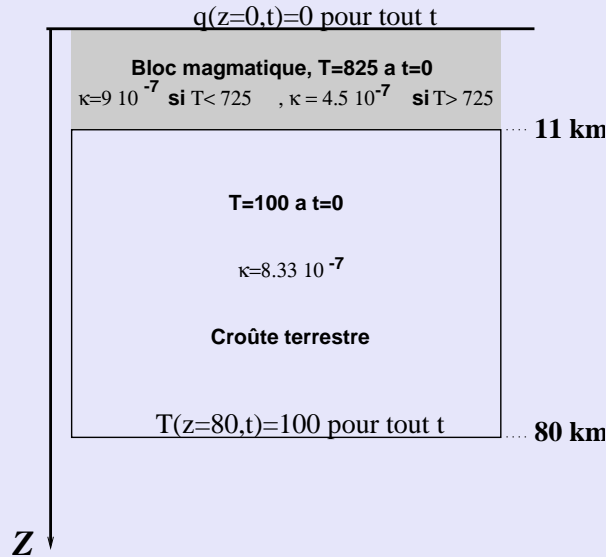 q(z=0,t)=0 pour tout t
Bloc magmatique, T=825 a t=0
κ=9 10⁻⁷ si T< 725 , κ = 4.5 10⁻⁷ si T> 725
11 km
T=100 a t=0
κ=8.33 10⁻⁷
Croûte terrestre
T(z=80,t)=100 pour tout t
80 km
Z